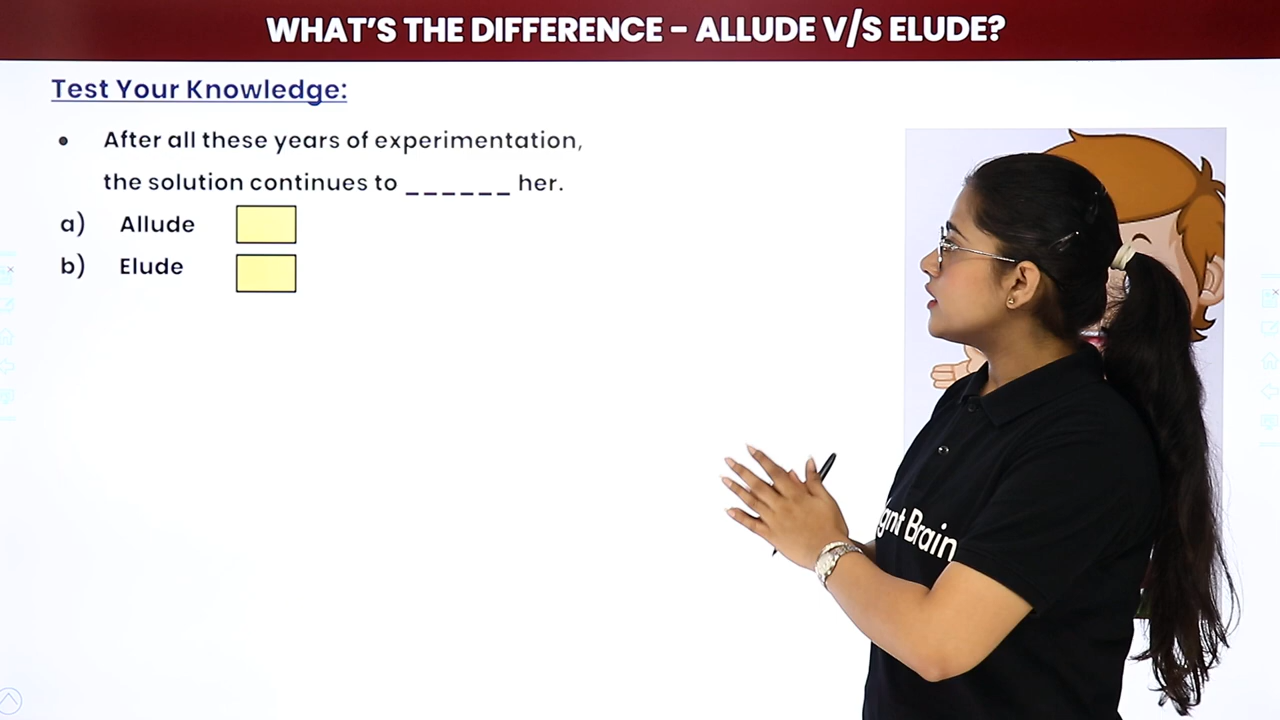 WHAT'S THE DIFFERENCE - ALLUDE V/S ELUDE?
Test Your Knowledge:
• After all these years of experimentation,
the solution continues to ______ her.
a) Allude
b) Elude
Brain